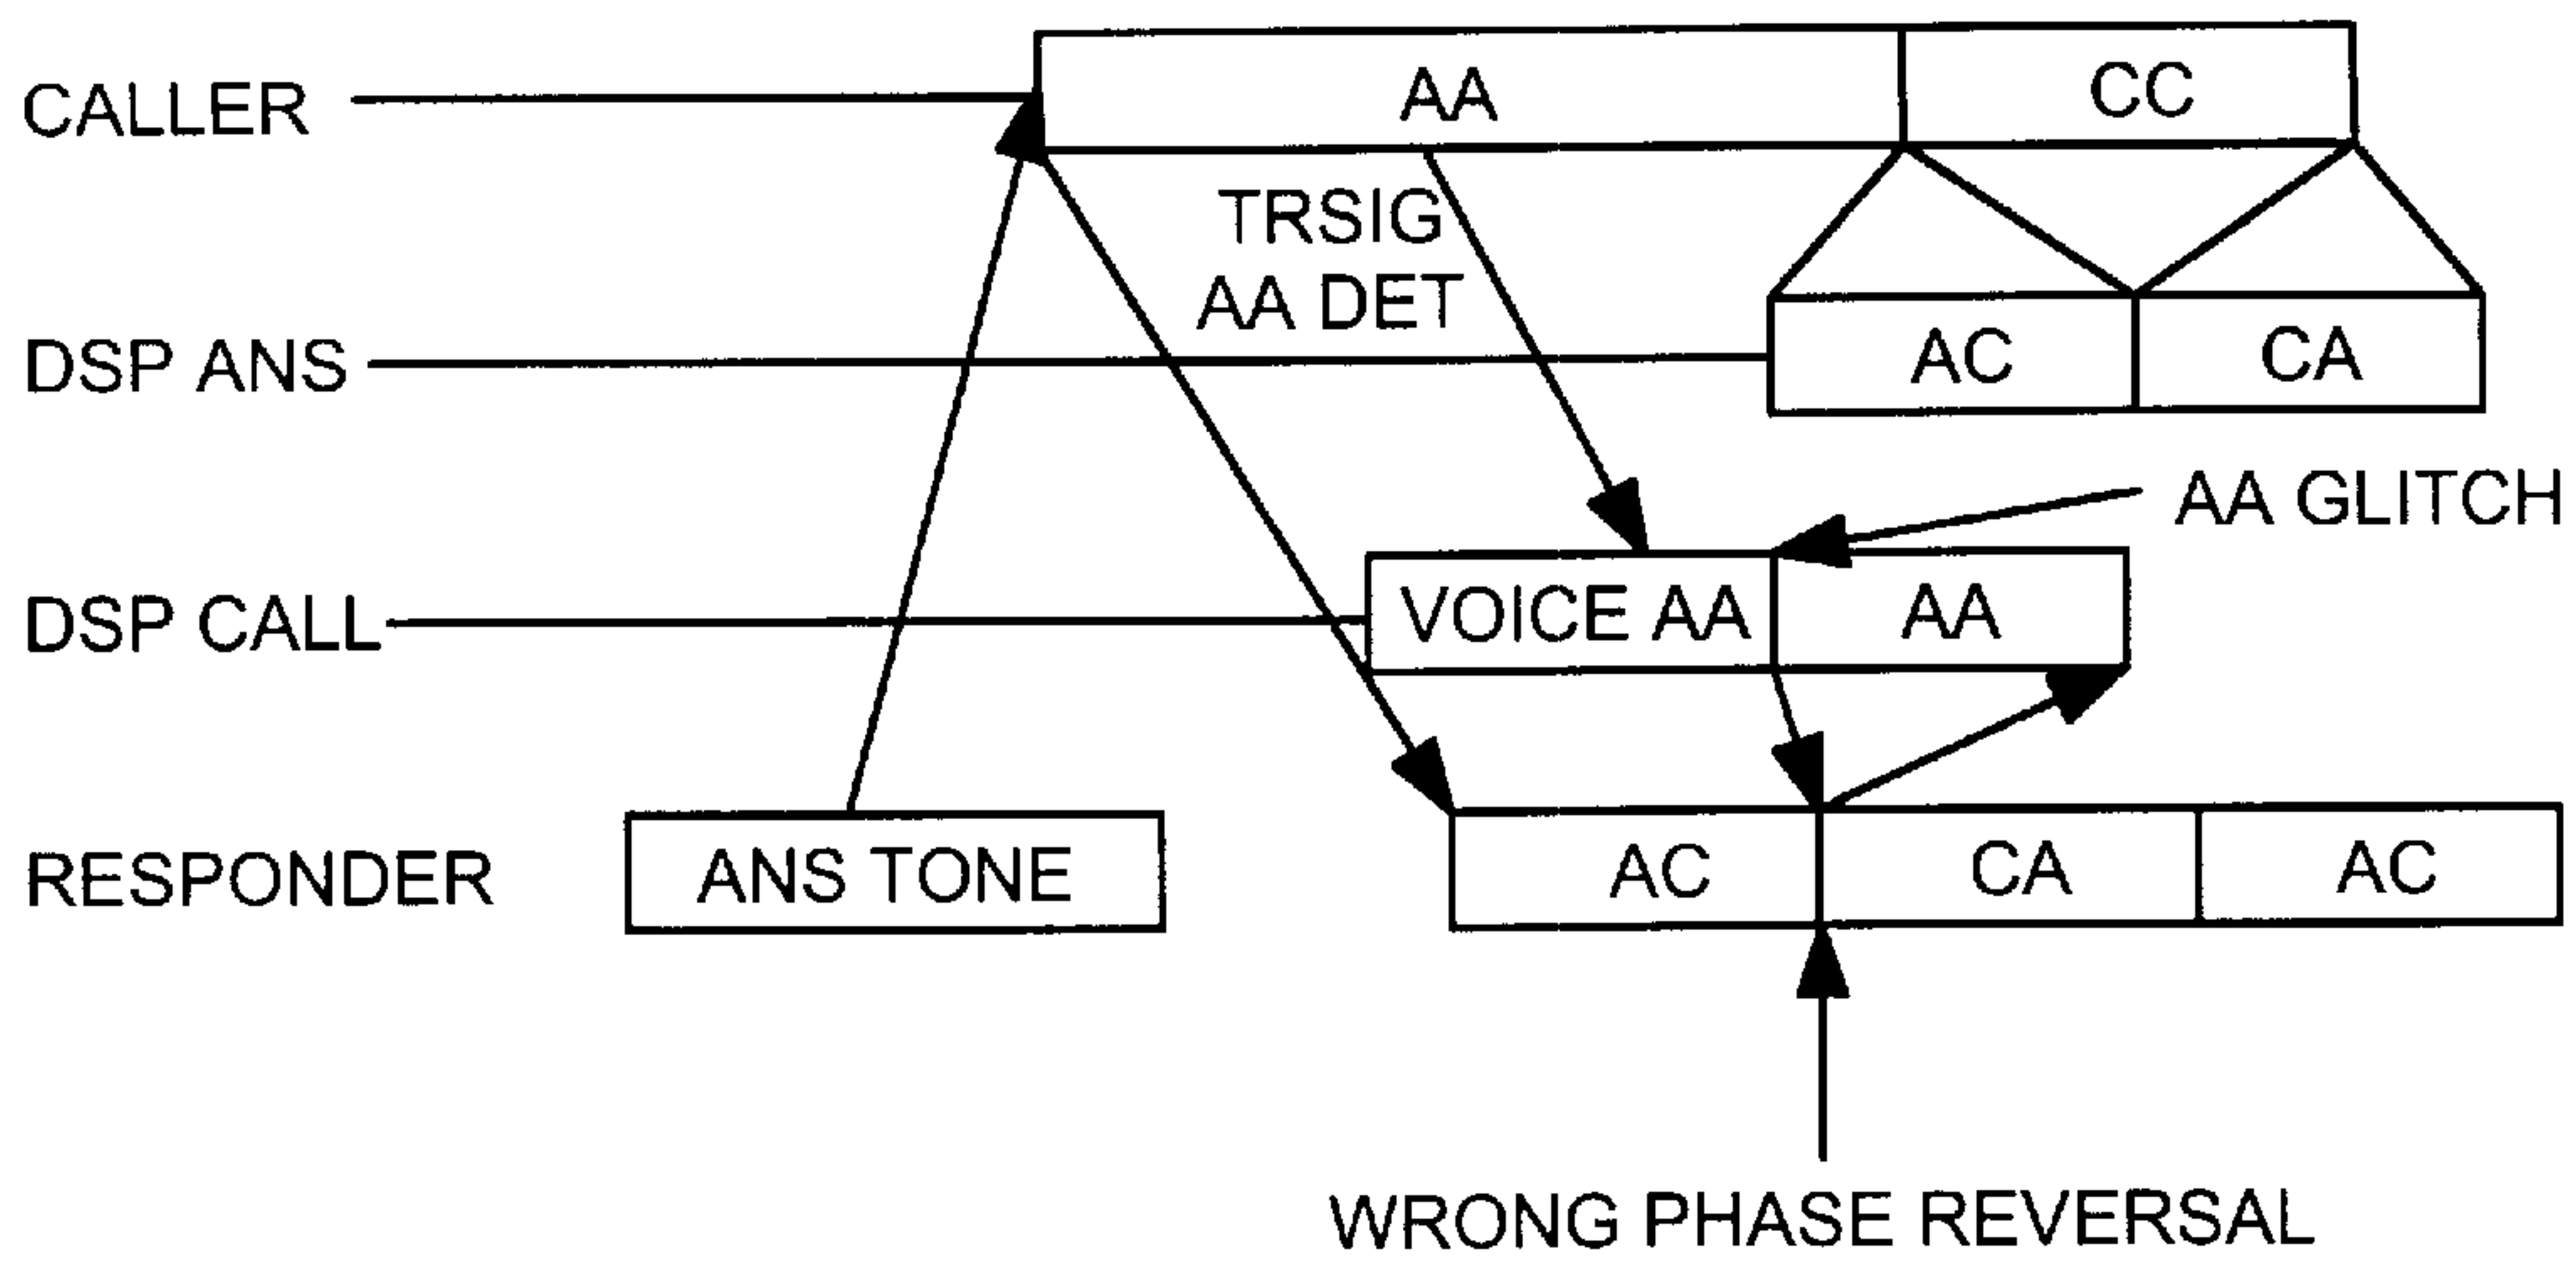 CALLER
AA
CC
TRSIG
AA DET
DSP ANS
AC
CA
AA GLITCH
DSP CALL
VOICE AA
AA
RESPONDER
ANS TONE
AC
CA
AC
WRONG PHASE REVERSAL